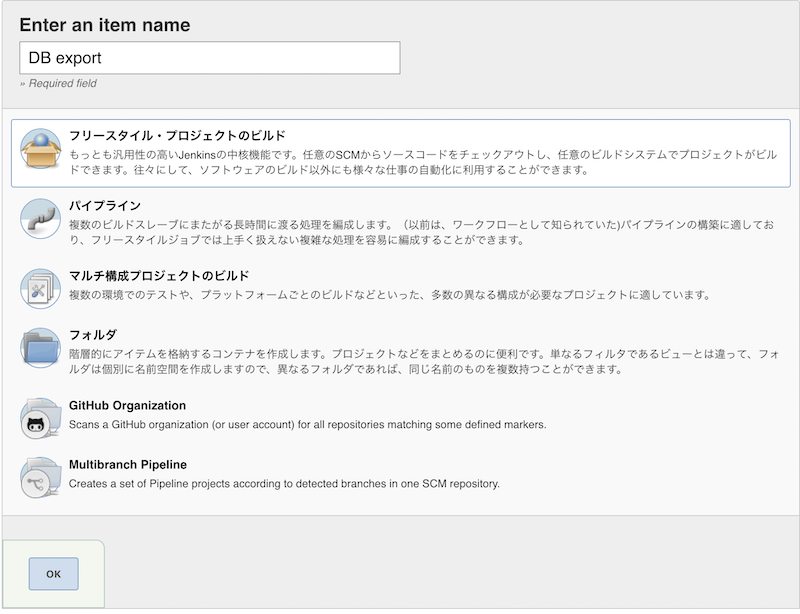 Enter an item name
DB export
» Required field
フリースタイル・プロジェクトのビルド
もっとも汎用性の高いJenkinsの中核機能です。任意のSCMからソースコードをチェックアウトし、任意のビルドシステムでプロジェクトがビル
ドできます。往々にして、ソフトウェアのビルド以外にも様々な仕事の自動化に利用することができます。
パイプライン
複数のビルドスレーブにまたがる長時間に渡る処理を編成します。（以前は、ワークフローとして知られていた)パイプラインの構築に適してお
り、フリースタイルジョブでは上手く扱えない複雑な処理を容易に編成することができます。
マルチ構成プロジェクトのビルド
複数の環境でのテストや、プラットフォームごとのビルドなどといった、多数の異なる構成が必要なプロジェクトに適しています。
フォルダ
階層的にアイテムを格納するコンテナを作成します。プロジェクトなどをまとめるのに便利です。単なるフィルタであるビューとは違って、フォ
ルダは個別に名前空間を作成しますので、異なるフォルダであれば、同じ名前のものを複数持つことができます。
GitHub Organization
Scans a GitHub organization (or user account) for all repositories matching some defined markers.
Multibranch Pipeline
Creates a set of Pipeline projects according to detected branches in one SCM repository.
OK